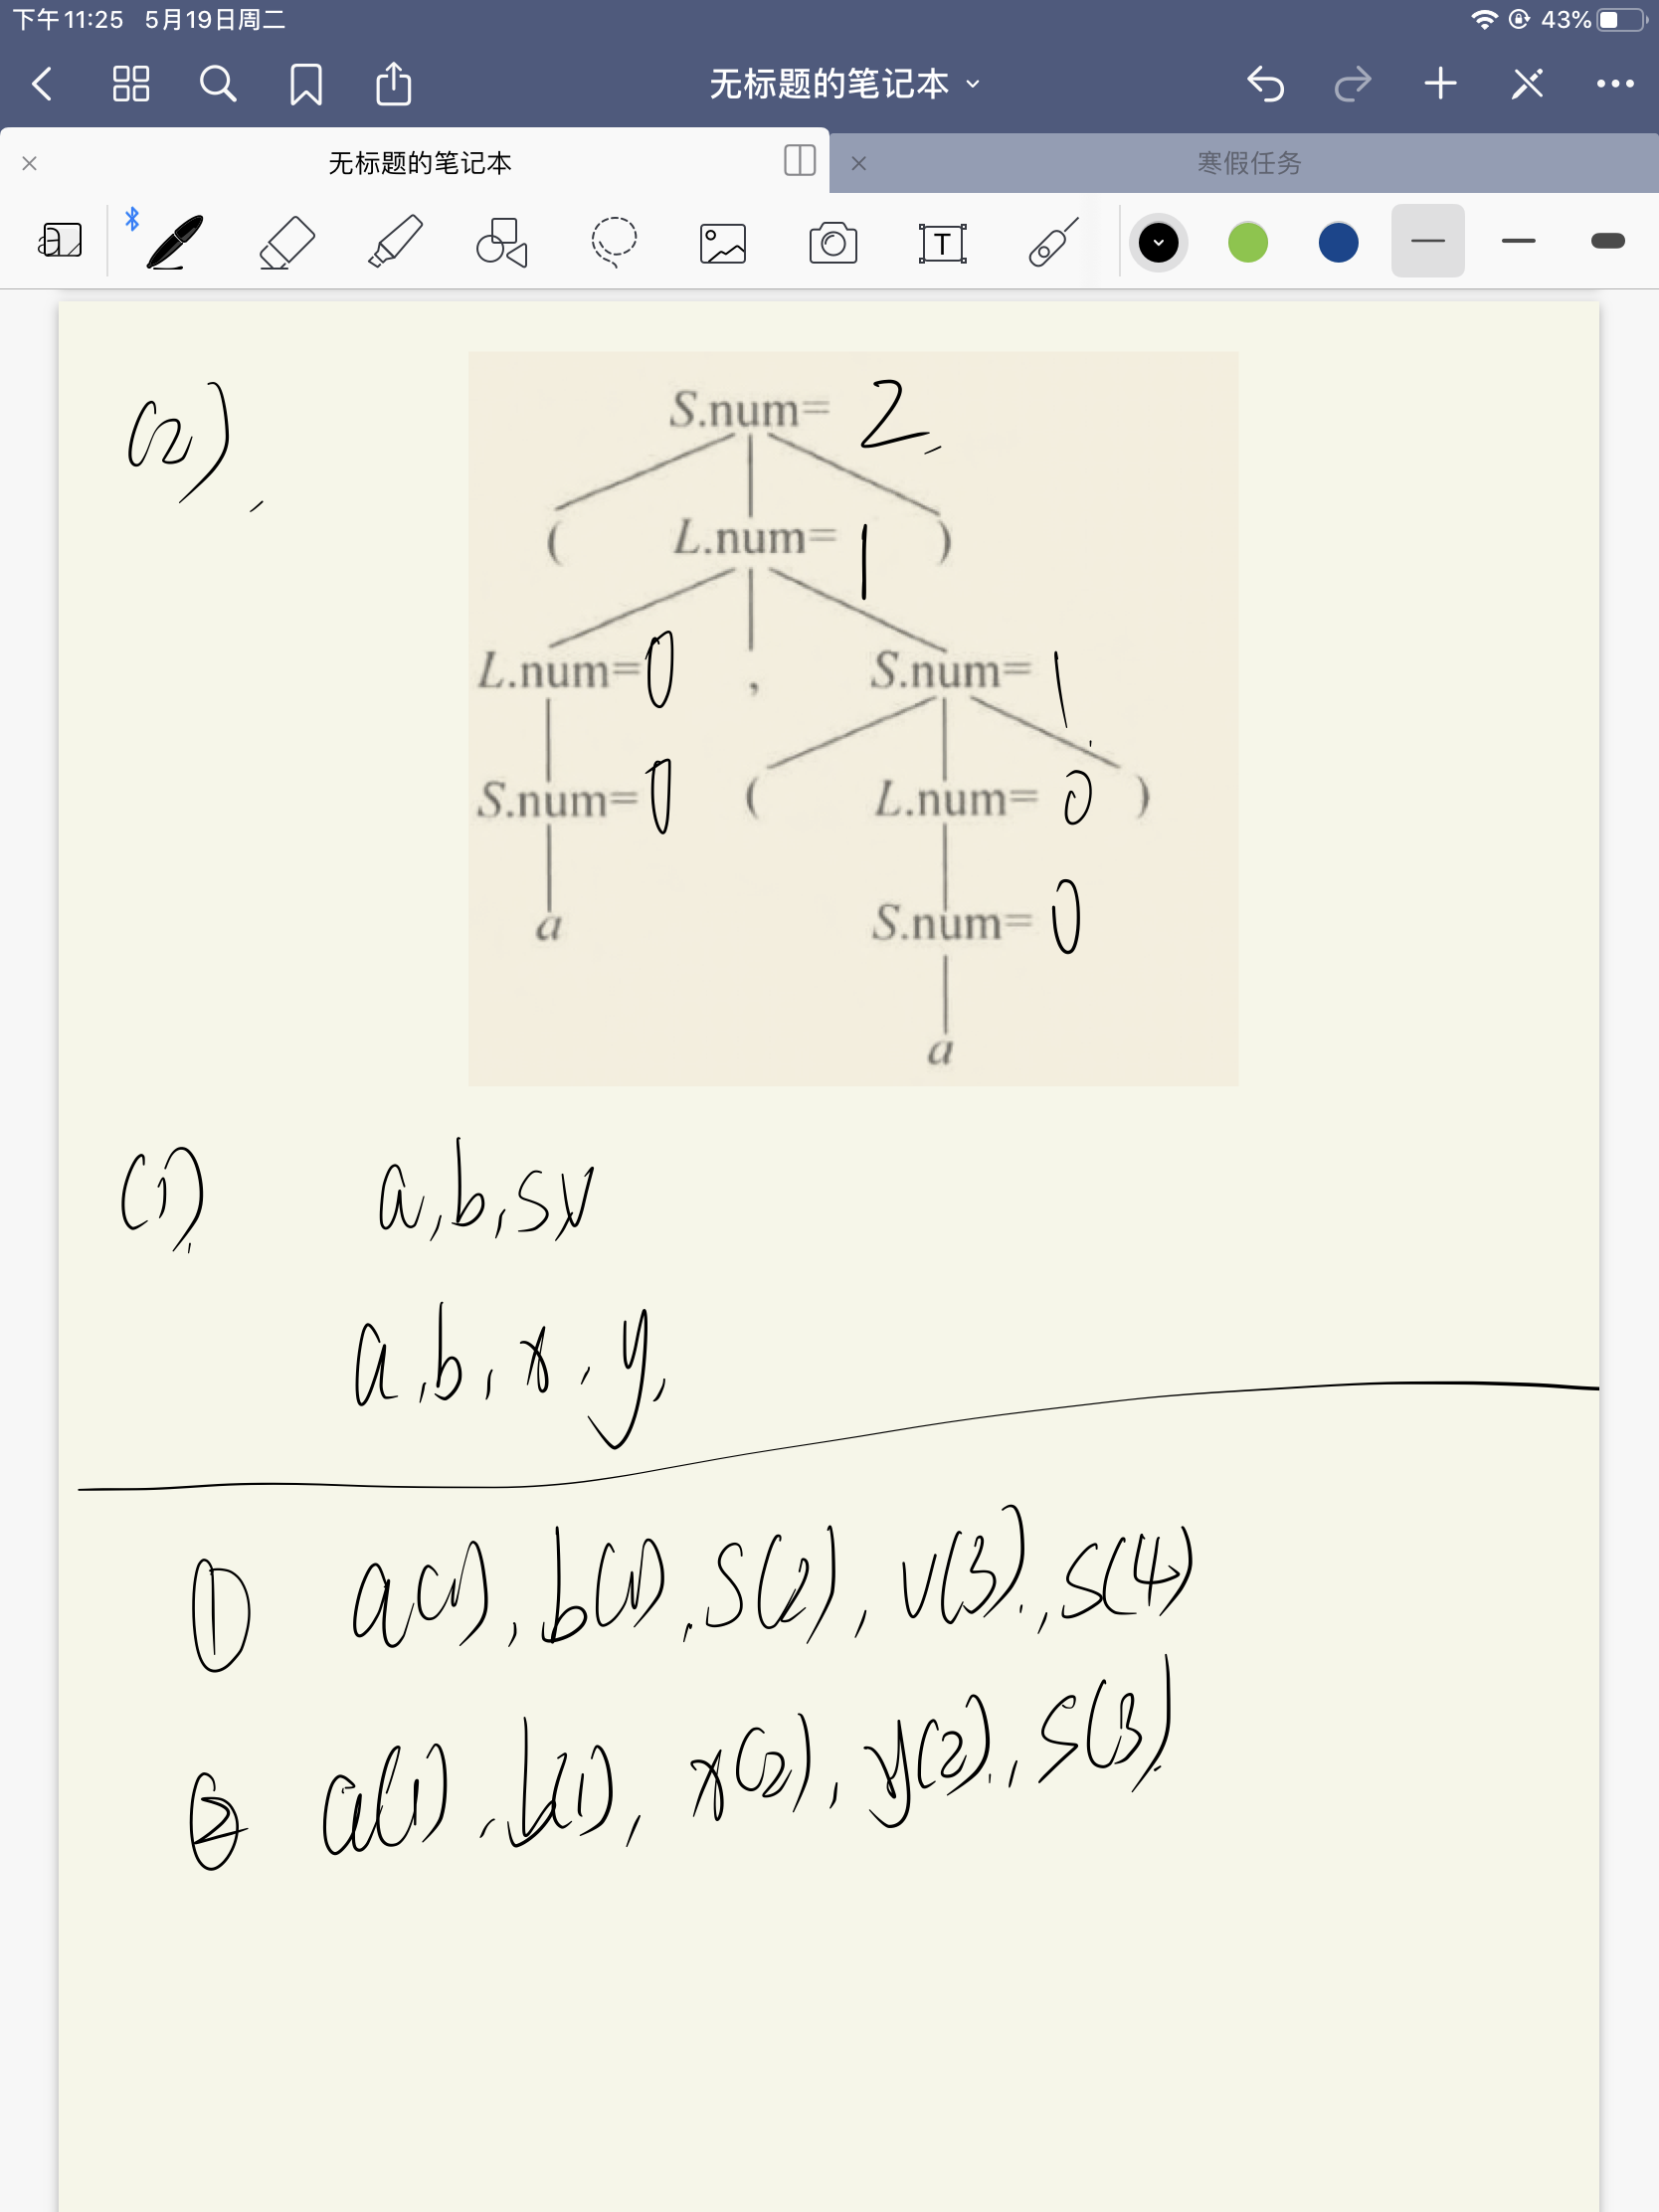 下午11:25 5月19日周二 43%
无标题的笔记本
无标题的笔记本 寒假任务
T
(2),
S.num= 2
( L.num= 1 )
L.num=0 , S.num= 1
S.num=0 ( L.num= 0 )
a S.num= 0
a
(1) a,b,s,v
a,b,x,y,
① a(1), b(1), s(2), v(3), s(4)
② a(1), b(1), x(2), y(2), s(3)